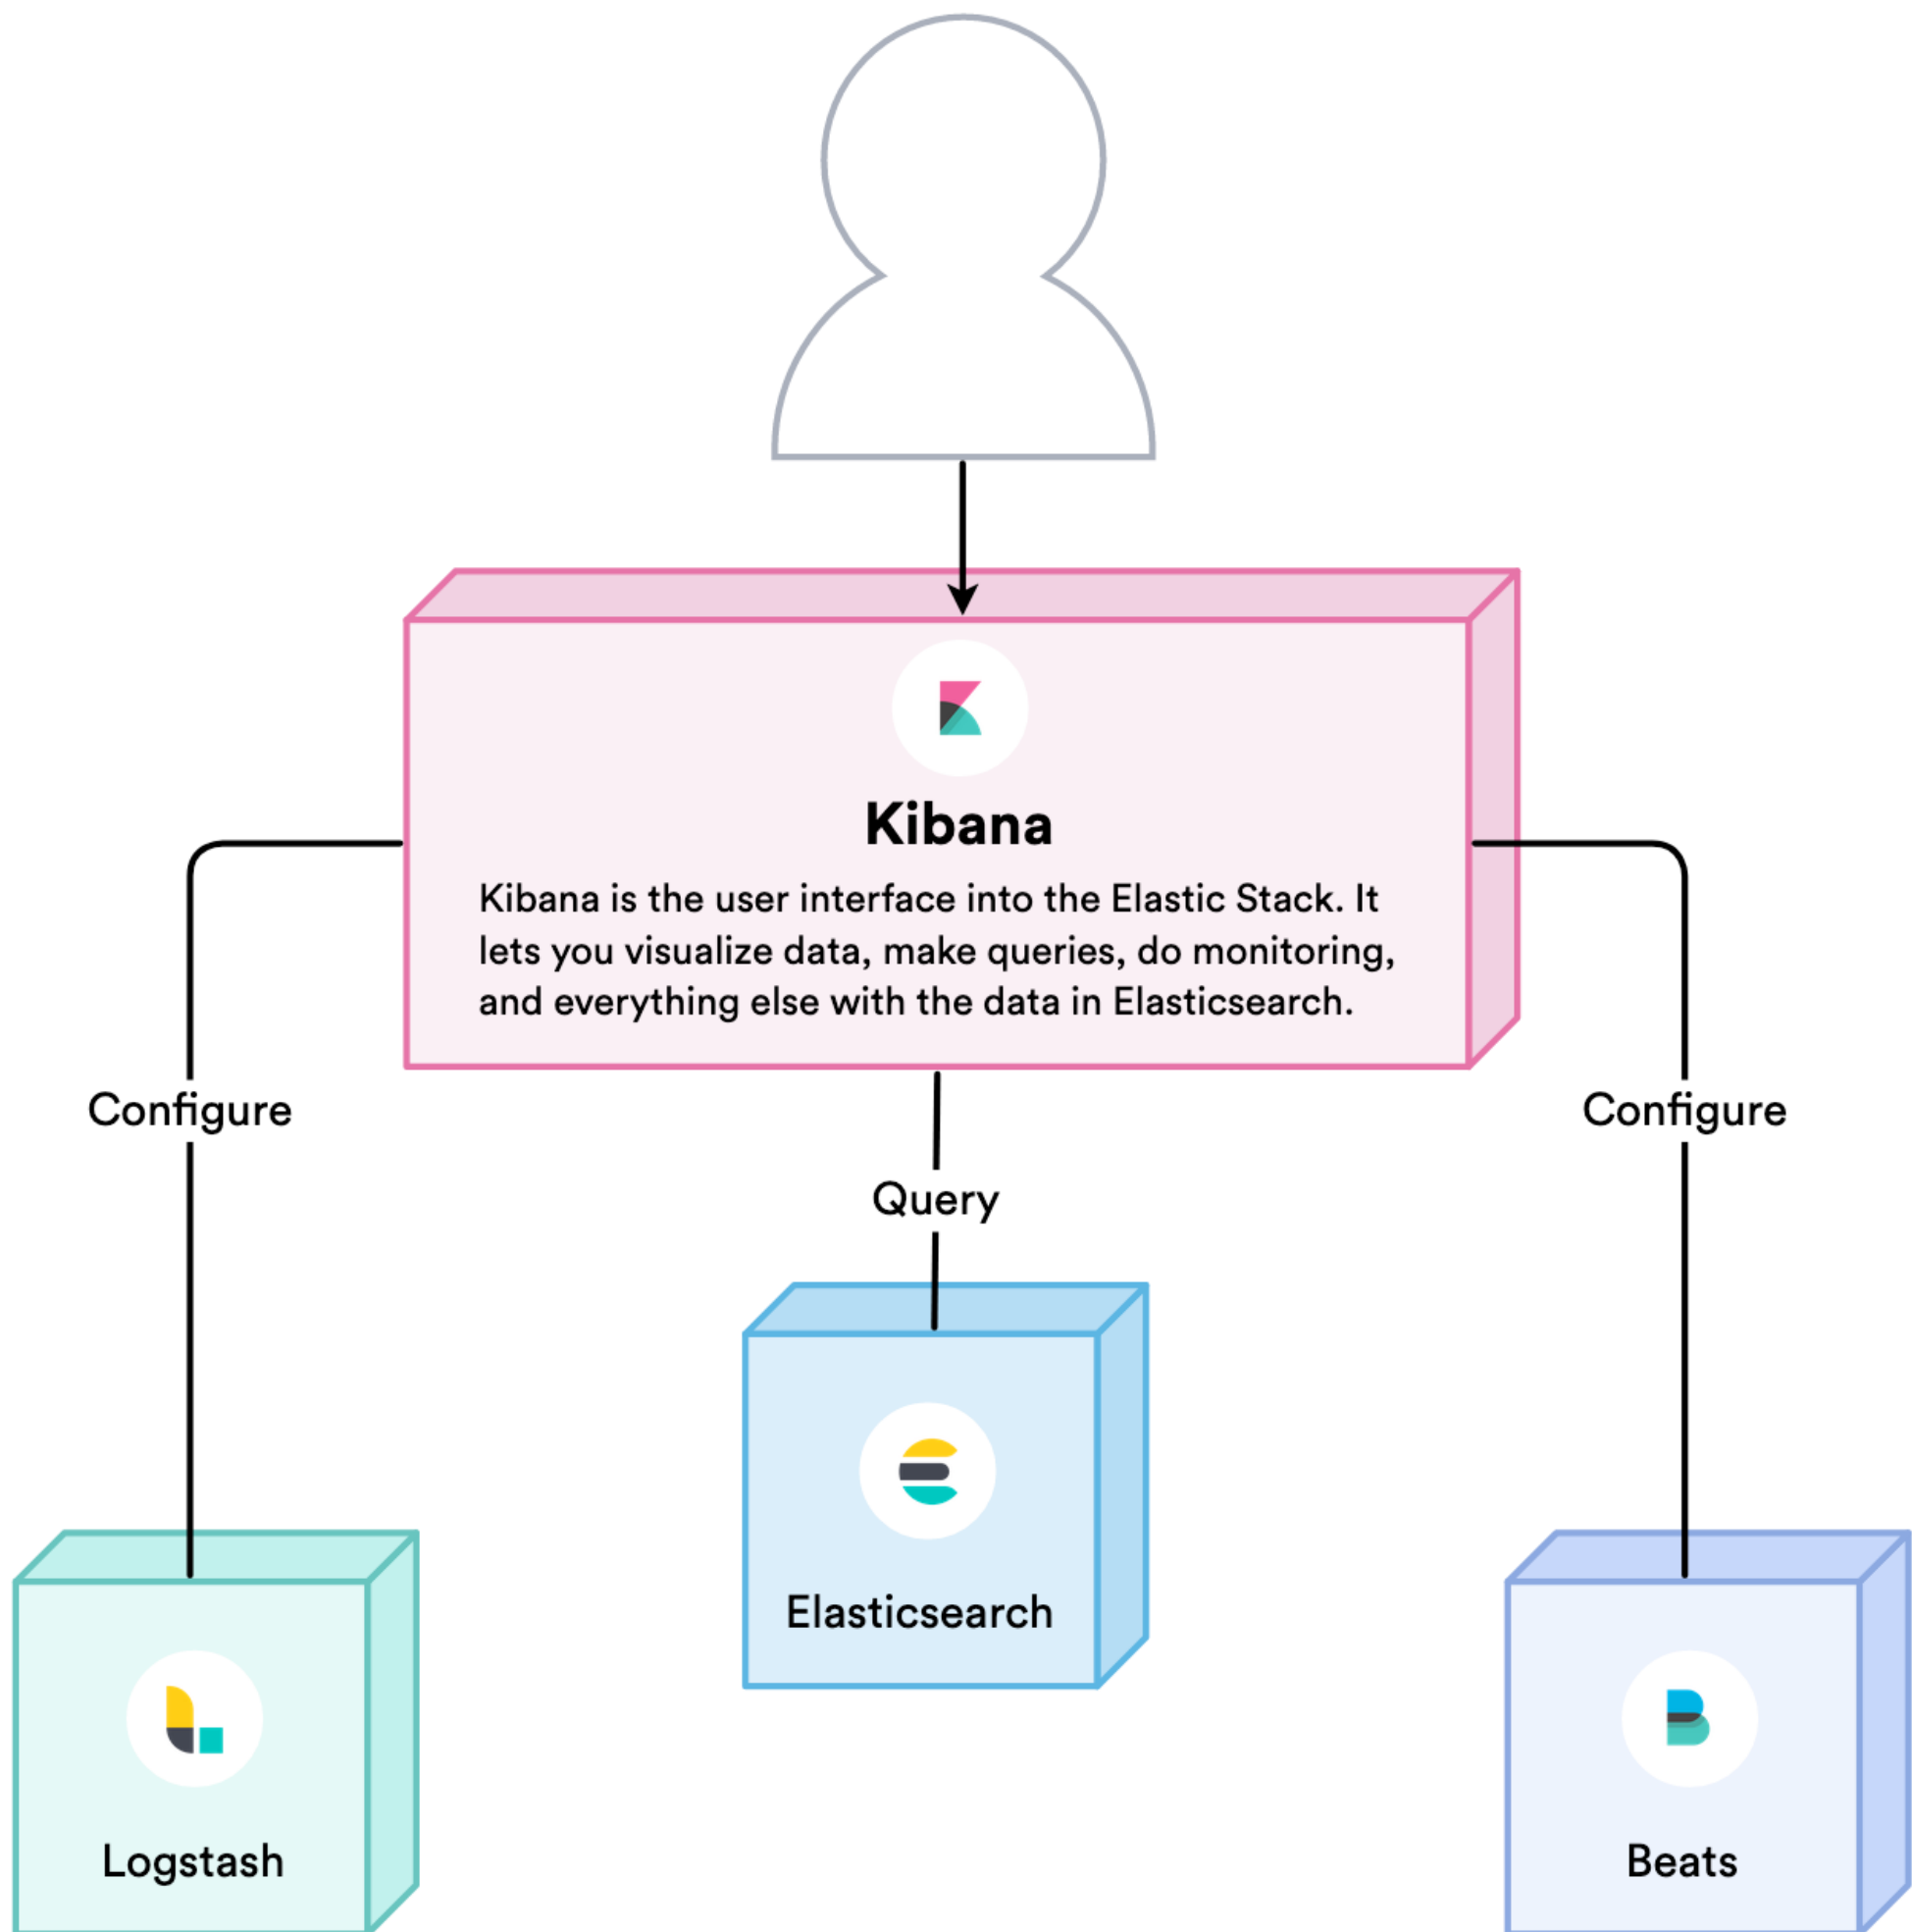 Kibana
Kibana is the user interface into the Elastic Stack. It
lets you visualize data, make queries, do monitoring,
and everything else with the data in Elasticsearch.
Configure
Configure
Query
Elasticsearch
Logstash
Beats